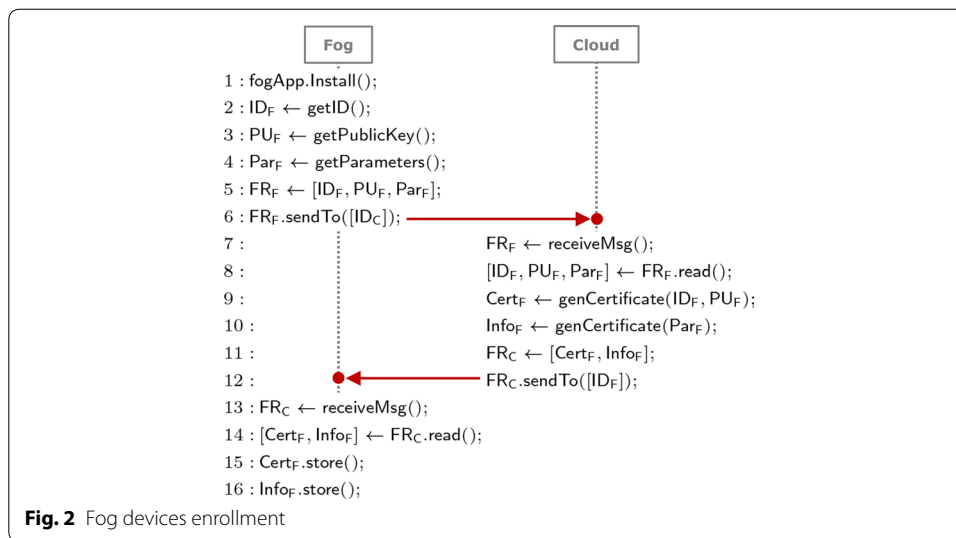 Fog Cloud
1 : fogApp.Install();
2 : ID_F ← getID();
3 : PU_F ← getPublicKey();
4 : Par_F ← getParameters();
5 : FR_F ← [ID_F, PU_F, Par_F];
6 : FR_F.sendTo([ID_C]);
7 : FR_F ← receiveMsg();
8 : [ID_F, PU_F, Par_F] ← FR_F.read();
9 : Cert_F ← genCertificate(ID_F, PU_F);
10 : Info_F ← genCertificate(Par_F);
11 : FR_C ← [Cert_F, Info_F];
12 : FR_C.sendTo([ID_F]);
13 : FR_C ← receiveMsg();
14 : [Cert_F, Info_F] ← FR_C.read();
15 : Cert_F.store();
16 : Info_F.store();
Fig. 2 Fog devices enrollment